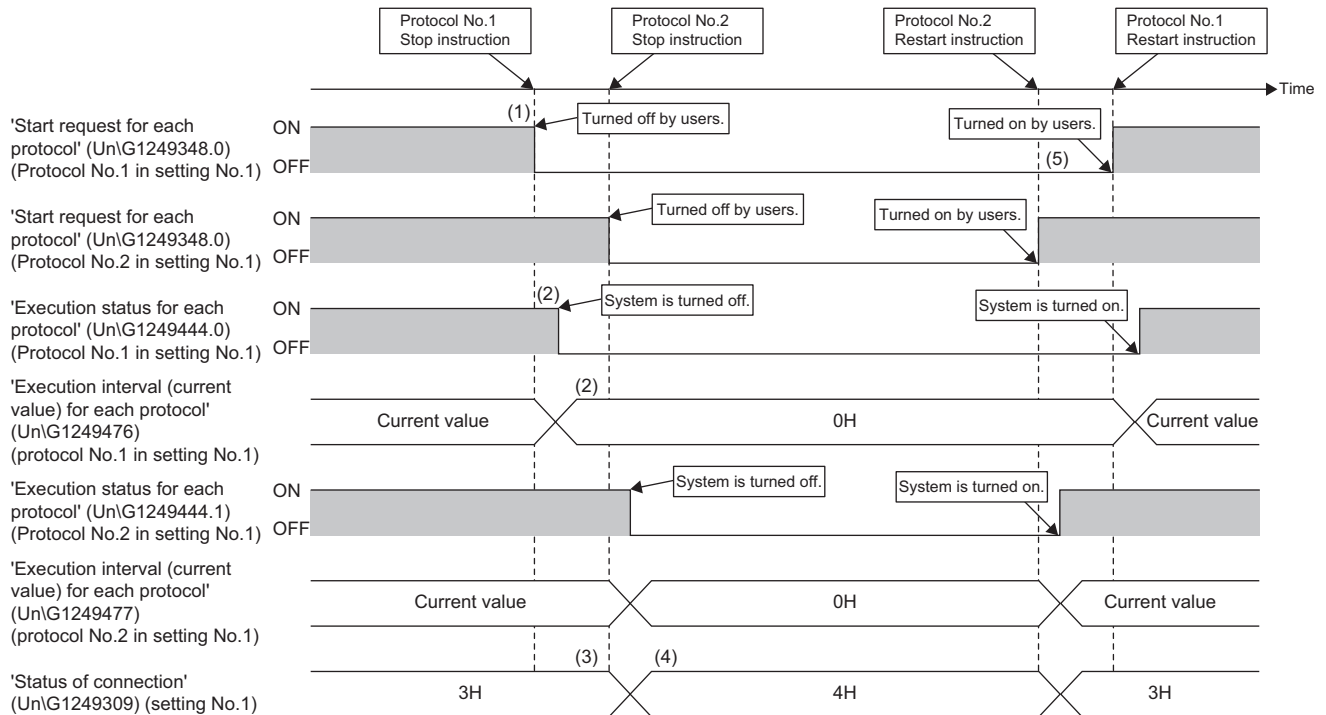 Protocol No.1
Stop instruction
Protocol No.2
Stop instruction
Protocol No.2
Restart instruction
Protocol No.1
Restart instruction
Time
'Start request for each
protocol' (Un\G1249348.0)
(Protocol No.1 in setting No.1)
ON
OFF
(1)
Turned off by users.
Turned on by users.
(5)
'Start request for each
protocol' (Un\G1249348.0)
(Protocol No.2 in setting No.1)
ON
OFF
Turned off by users.
Turned on by users.
'Execution status for each
protocol' (Un\G1249444.0)
(Protocol No.1 in setting No.1)
ON
OFF
(2)
System is turned off.
System is turned on.
'Execution interval (current
value) for each protocol'
(Un\G1249476)
(protocol No.1 in setting No.1)
Current value
(2)
0H
Current value
'Execution status for each
protocol' (Un\G1249444.1)
(Protocol No.2 in setting No.1)
ON
OFF
System is turned off.
System is turned on.
'Execution interval (current
value) for each protocol'
(Un\G1249477)
(protocol No.2 in setting No.1)
Current value
0H
Current value
'Status of connection'
(Un\G1249309) (setting No.1)
3H
(3)
(4)
4H
3H